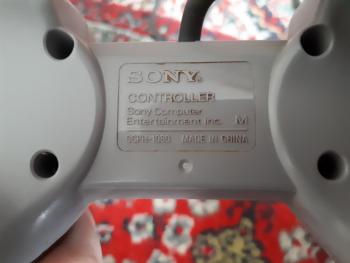 SONY
CONTROLLER
Sony Computer
Entertainment Inc. M
SCPH-1080 MADE IN CHINA